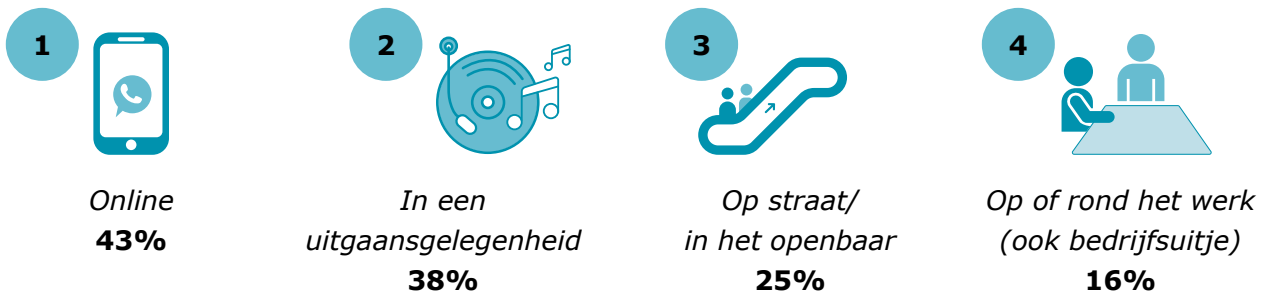 1
Online
43%
2
In een
uitgaansgelegenheid
38%
3
Op straat/
in het openbaar
25%
4
Op of rond het werk
(ook bedrijfsuitje)
16%